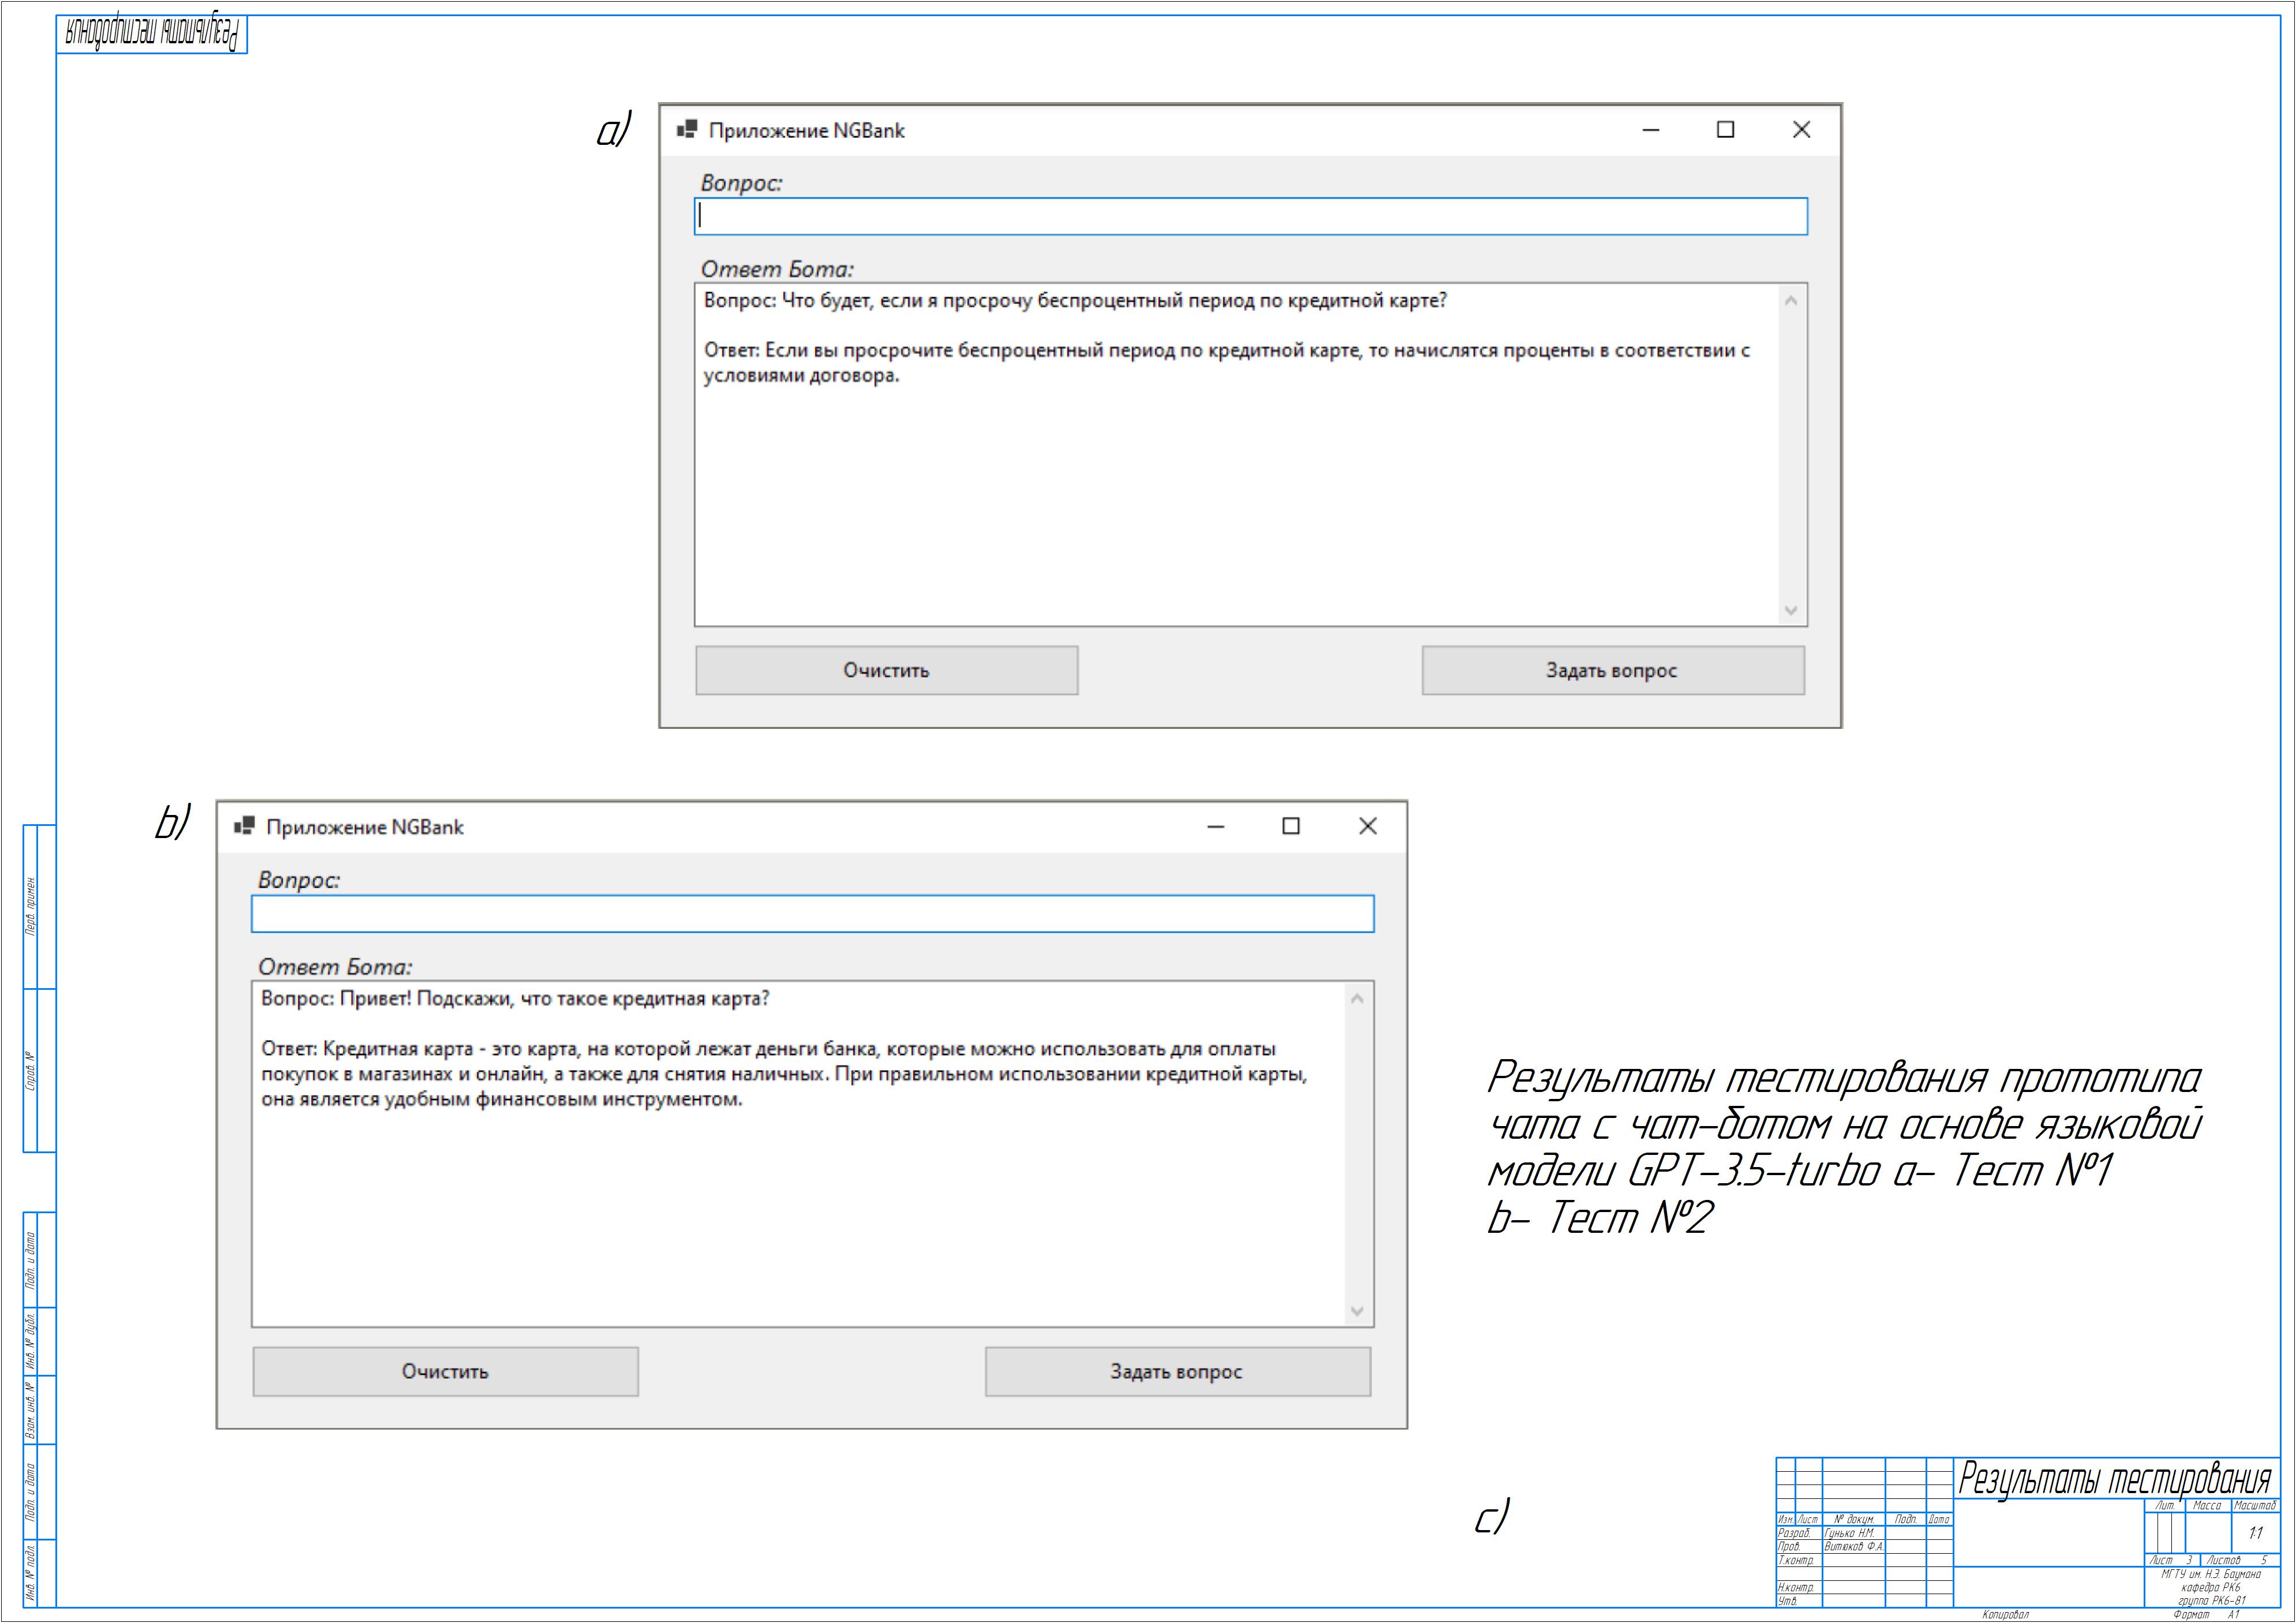 Результаты тестирования
a)
Приложение NGBank
Вопрос:
Ответ Бота:
Вопрос: Что будет, если я просрочу беспроцентный период по кредитной карте?
Ответ: Если вы просрочите беспроцентный период по кредитной карте, то начислятся проценты в соответствии с
условиями договора.
Очистить
Задать вопрос
b)
Приложение NGBank
Вопрос:
Ответ Бота:
Вопрос: Привет! Подскажи, что такое кредитная карта?
Ответ: Кредитная карта - это карта, на которой лежат деньги банка, которые можно использовать для оплаты
покупок в магазинах и онлайн, а также для снятия наличных. При правильном использовании кредитной карты,
она является удобным финансовым инструментом.
Очистить
Задать вопрос
Результаты тестирования прототипа
чата с чат-ботом на основе языковой
модели GPT-3.5-turbo a- Тест №1
b- Тест №2
c)
Перв. примен.
Справ. №
Подп. и дата
Инв. № дубл.
Взам. инв. №
Подп. и дата
Инв. № подл.
Результаты тестирования
Лит. Масса Масштаб
1:1
Изм. Лист № докум. Подп. Дата
Разраб. Гунько Н.М.
Пров. Витюков Ф.А.
Т.контр.
Лист 3 Листов 5
Н.контр.
Утв.
МГТУ им. Н.Э. Баумана
кафедра РК6
группа РК6-81
Копировал Формат А1